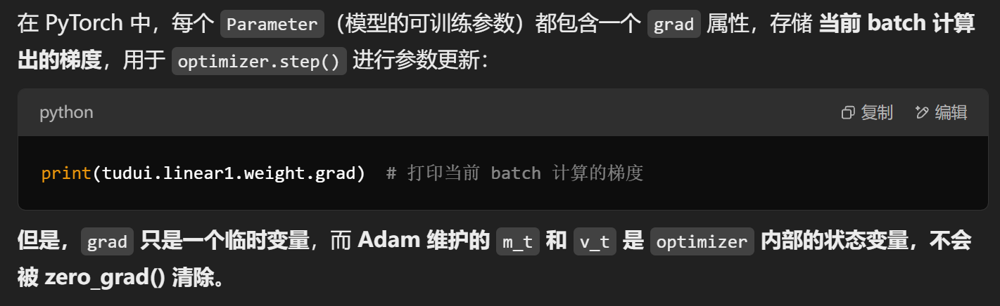 在 PyTorch 中，每个 Parameter（模型的可训练参数）都包含一个 grad 属性，存储 当前 batch 计
算出的梯度，用于 optimizer.step() 进行参数更新：
python 复制 编辑
print(tudui.linear1.weight.grad)  # 打印当前 batch 计算的梯度
但是，grad 只是一个临时变量，而 Adam 维护的 m_t 和 v_t 是 optimizer 内部的状态变量，不会
被 zero_grad() 清除。